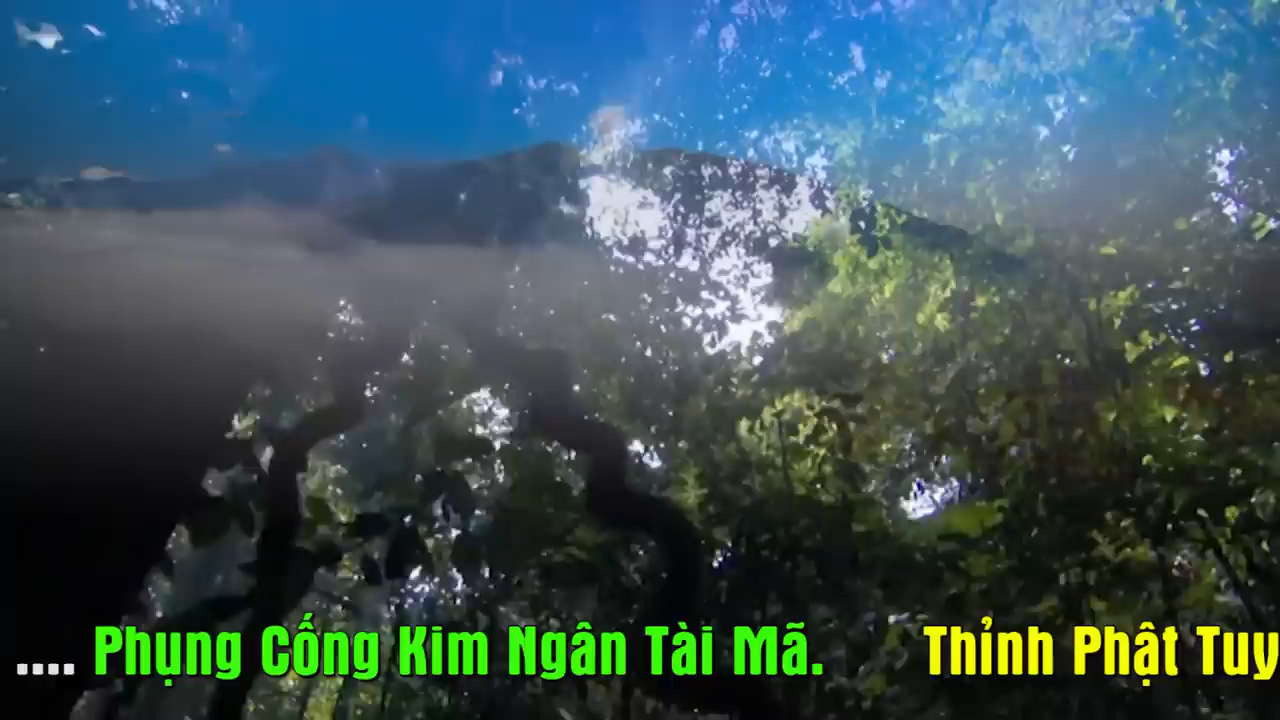 .... Phụng Cống Kim Ngân Tài Mã. Thỉnh Phật Tuy